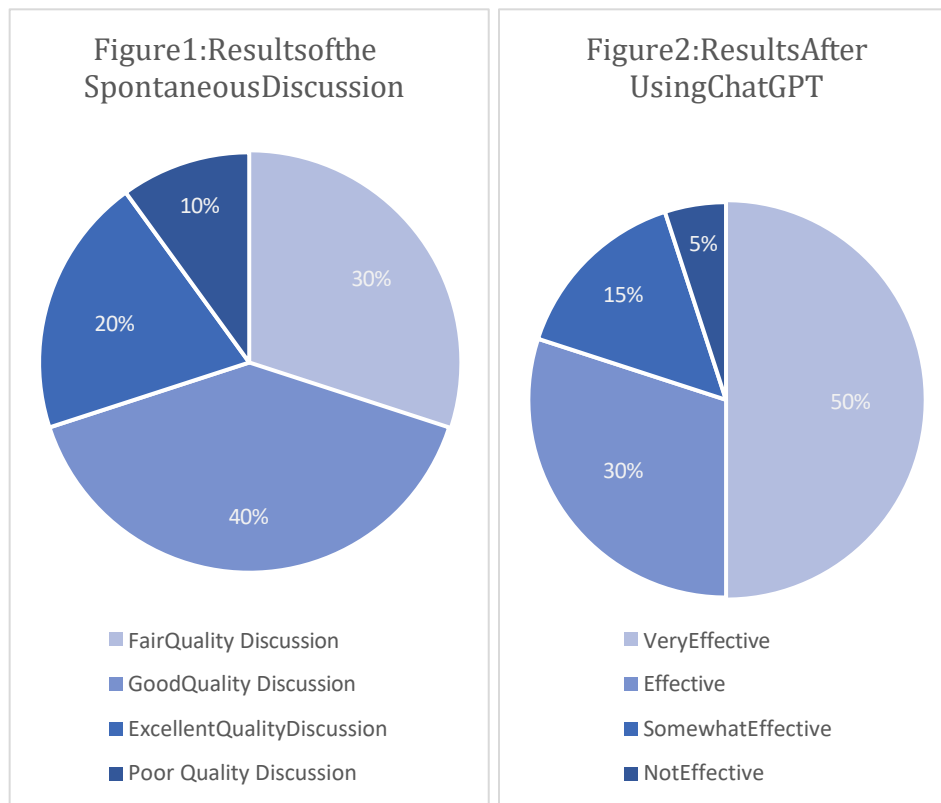 Figure1:Resultsofthe
SpontaneousDiscussion
10%
30%
20%
40%
FairQuality Discussion
GoodQuality Discussion
ExcellentQualityDiscussion
Poor Quality Discussion
Figure2:ResultsAfter
UsingChatGPT
5%
15%
50%
30%
VeryEffective
Effective
SomewhatEffective
NotEffective